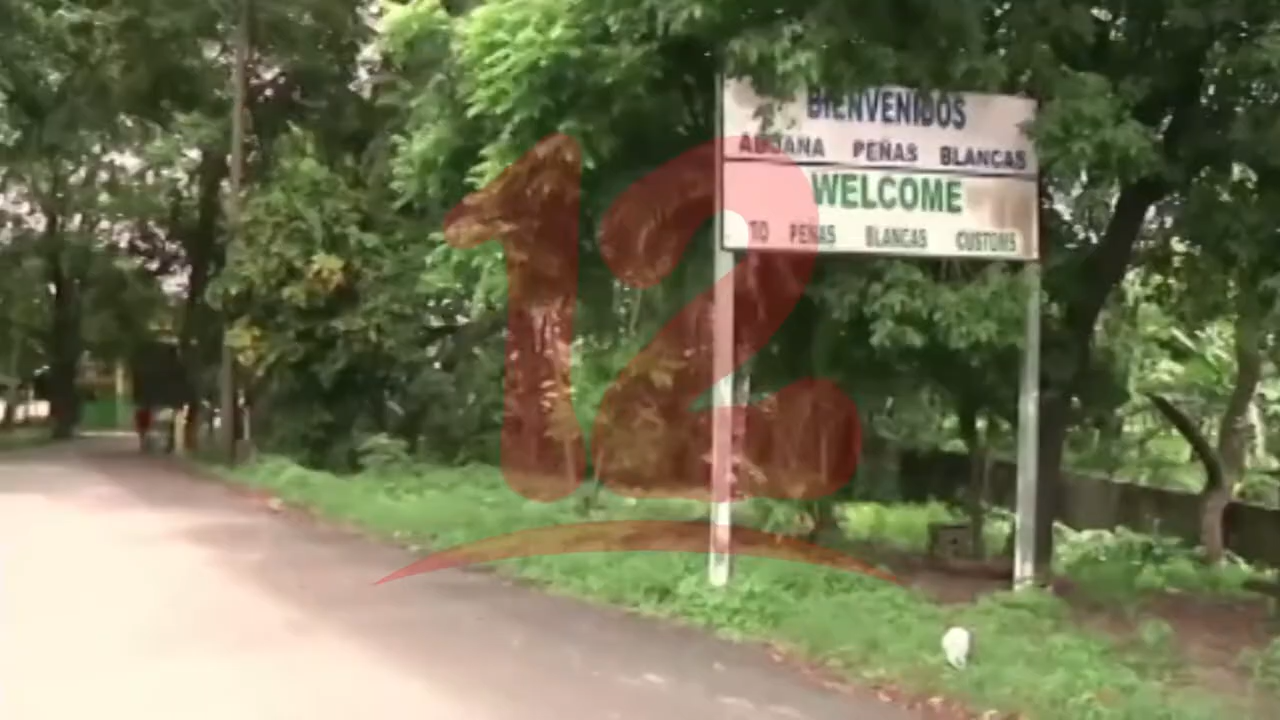 BIENVENIDOS
ADUANA PEÑAS BLANCAS
WELCOME
TO PEÑAS BLANCAS CUSTOMS
12